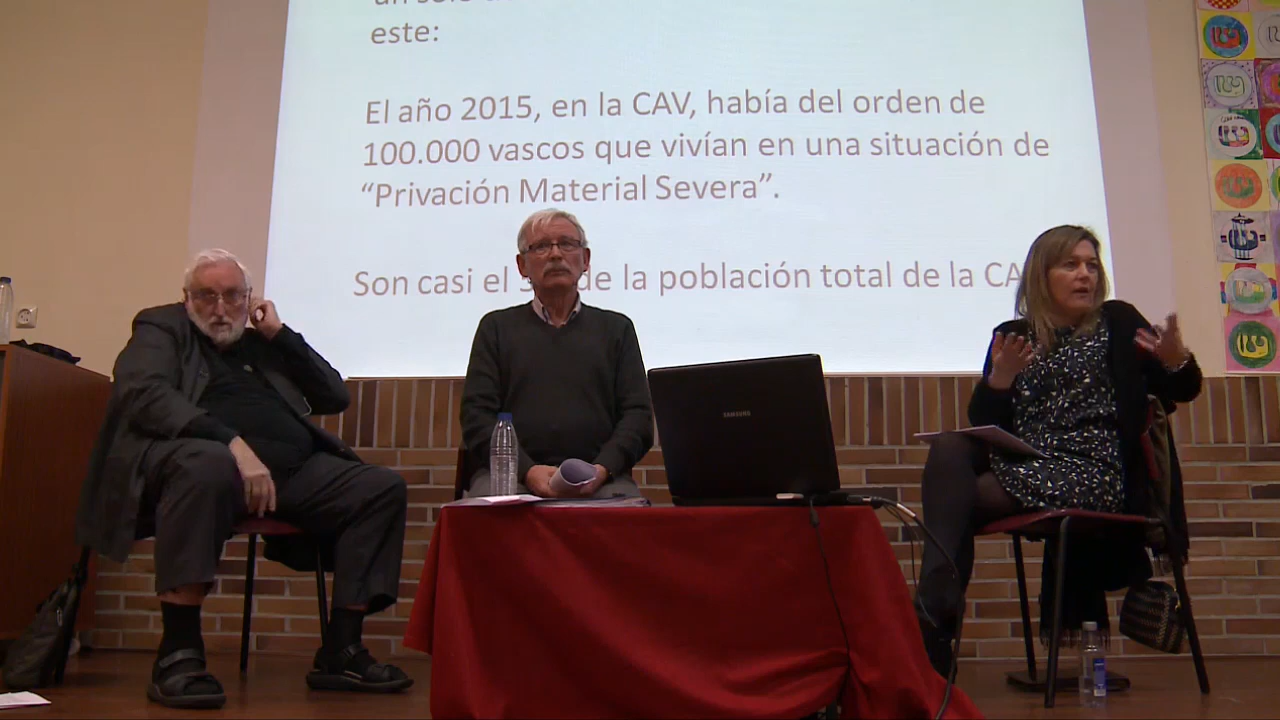 este:
El año 2015, en la CAV, había del orden de
100.000 vascos que vivían en una situación de
“Privación Material Severa”.
Son casi el de la población total de la
SAMSUNG